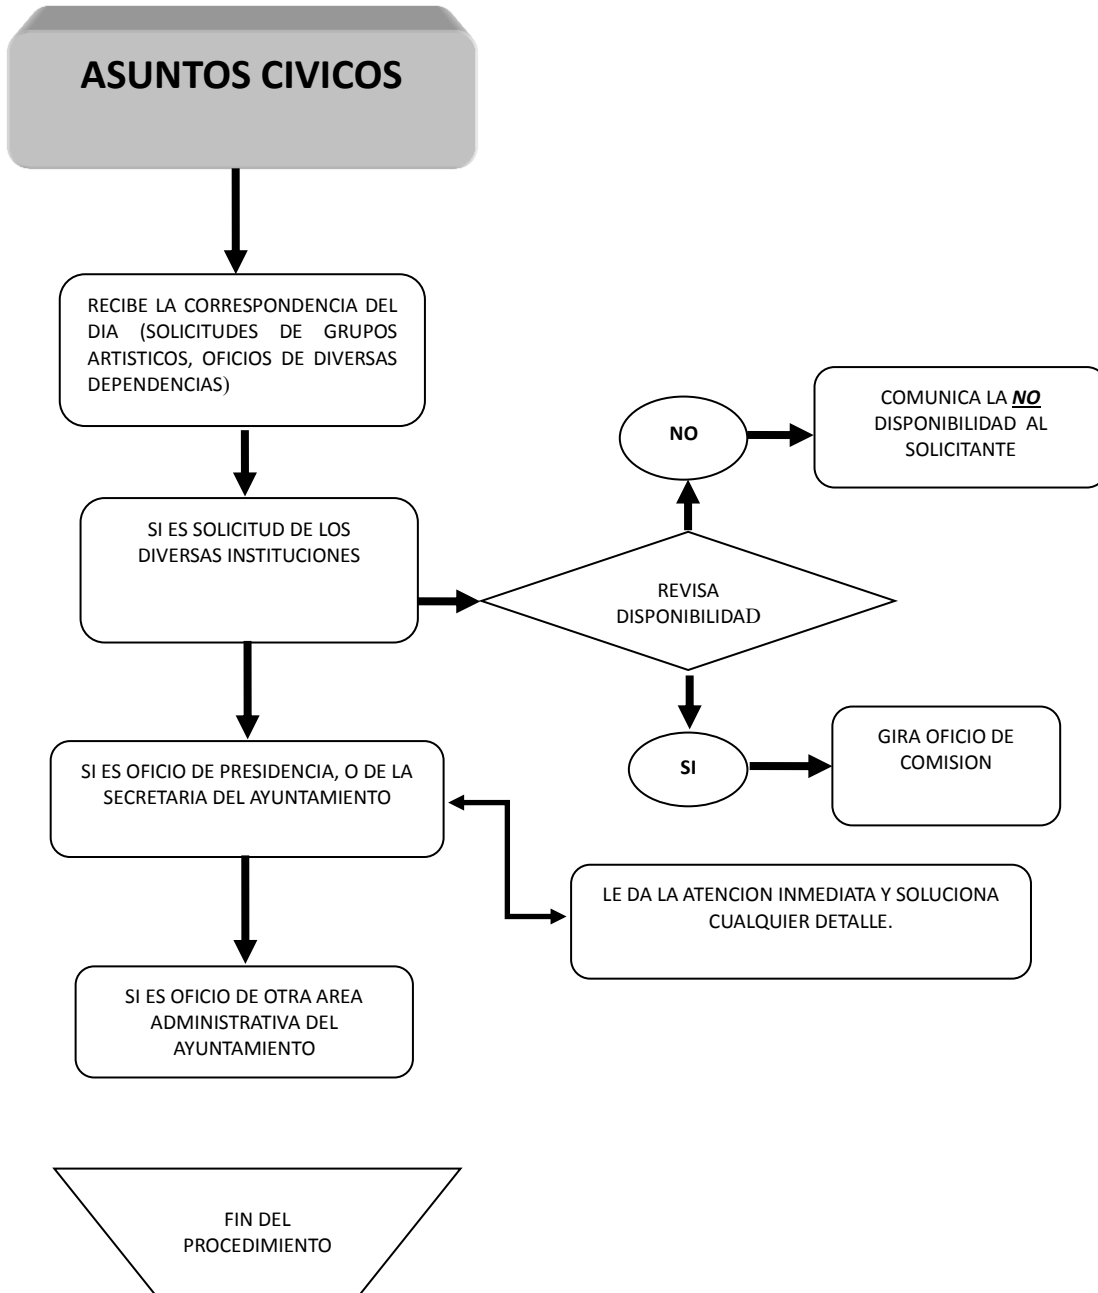 ASUNTOS CIVICOS
RECIBE LA CORRESPONDENCIA DEL
DIA (SOLICITUDES DE GRUPOS
ARTISTICOS, OFICIOS DE DIVERSAS
DEPENDENCIAS)
NO
COMUNICA LA NO
DISPONIBILIDAD AL
SOLICITANTE
SI ES SOLICITUD DE LOS
DIVERSAS INSTITUCIONES
REVISA
DISPONIBILIDAD
SI
GIRA OFICIO DE
COMISION
SI ES OFICIO DE PRESIDENCIA, O DE LA
SECRETARIA DEL AYUNTAMIENTO
LE DA LA ATENCION INMEDIATA Y SOLUCIONA
CUALQUIER DETALLE.
SI ES OFICIO DE OTRA AREA
ADMINISTRATIVA DEL
AYUNTAMIENTO
FIN DEL
PROCEDIMIENTO